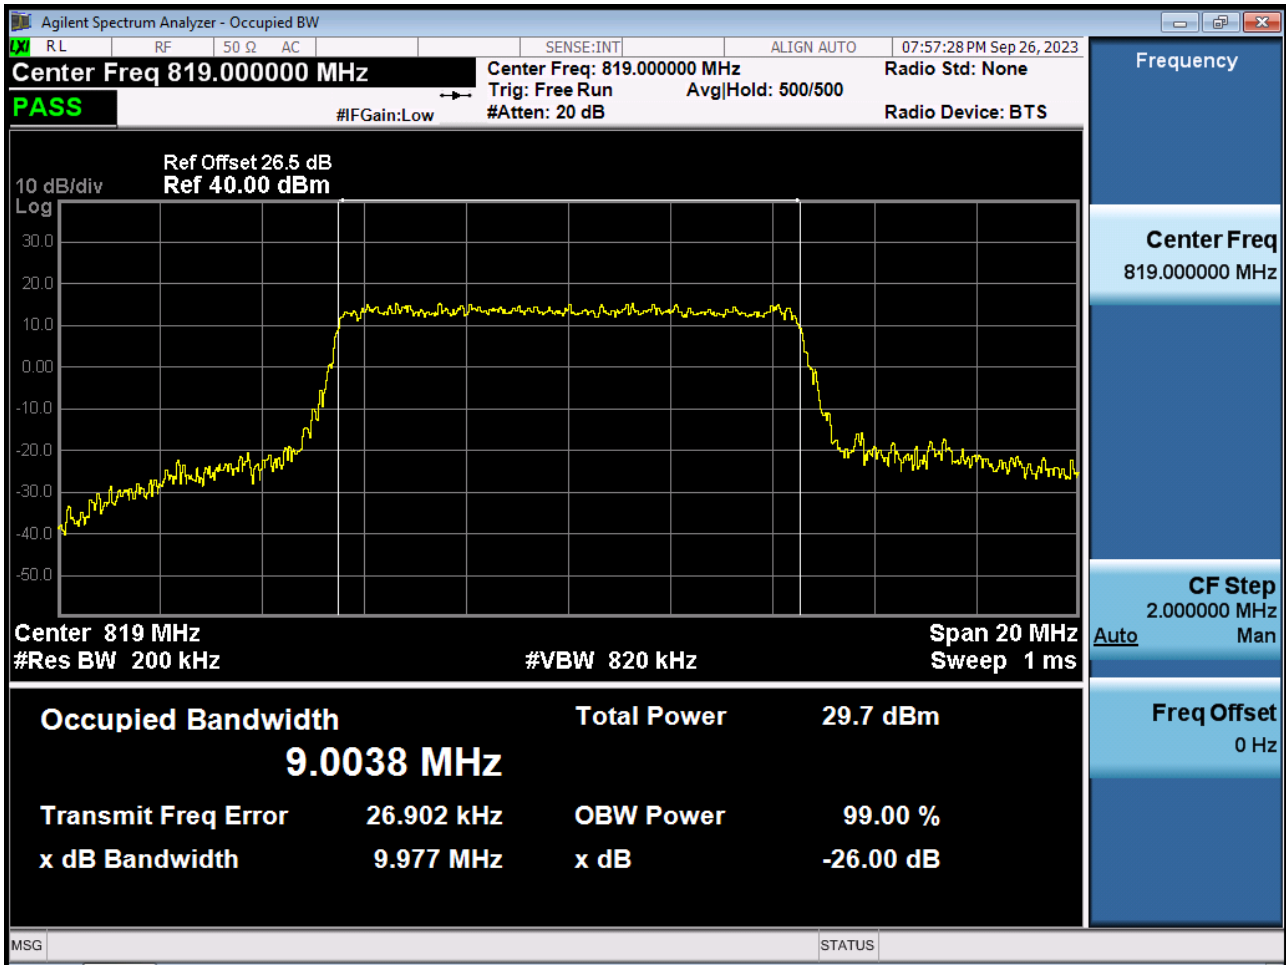 Agilent Spectrum Analyzer - Occupied BW
LXI RL RF 50 Ω AC SENSE:INT ALIGN AUTO 07:57:28 PM Sep 26, 2023
Center Freq 819.000000 MHz
Center Freq: 819.000000 MHz Radio Std: None
Trig: Free Run Avg|Hold: 500/500
PASS
#IFGain:Low #Atten: 20 dB Radio Device: BTS
Ref Offset 26.5 dB
10 dB/div Ref 40.00 dBm
Log
30.0
20.0
10.0
0.00
-10.0
-20.0
-30.0
-40.0
-50.0
Center 819 MHz Span 20 MHz
#Res BW 200 kHz #VBW 820 kHz Sweep 1 ms
Occupied Bandwidth Total Power 29.7 dBm
9.0038 MHz
Transmit Freq Error 26.902 kHz OBW Power 99.00 %
x dB Bandwidth 9.977 MHz x dB -26.00 dB
MSG STATUS
Frequency
Center Freq
819.000000 MHz
CF Step
2.000000 MHz
Auto Man
Freq Offset
0 Hz